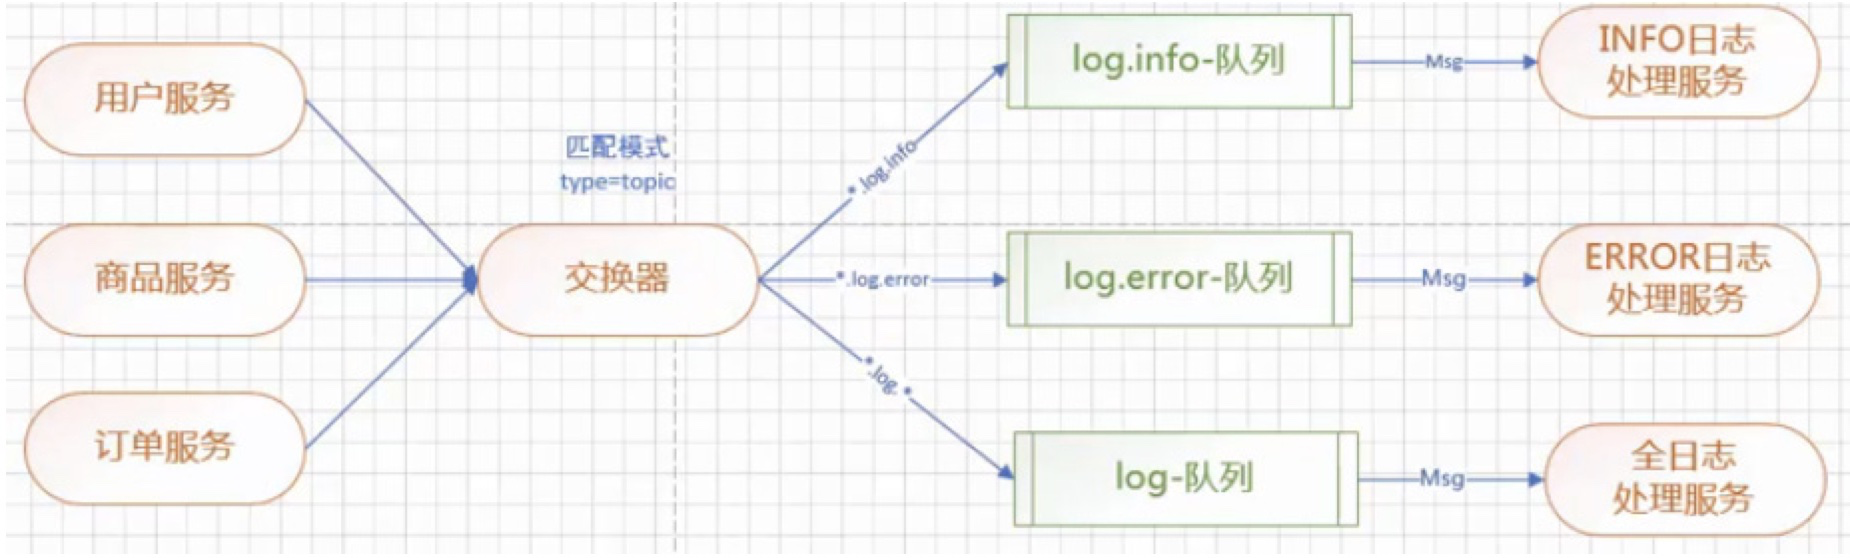 用户服务
商品服务
订单服务
匹配模式
type=topic
交换器
*.log.info
*.log.error
*.log.*
log.info-队列
log.error-队列
log-队列
Msg
Msg
Msg
INFO日志
处理服务
ERROR日志
处理服务
全日志
处理服务